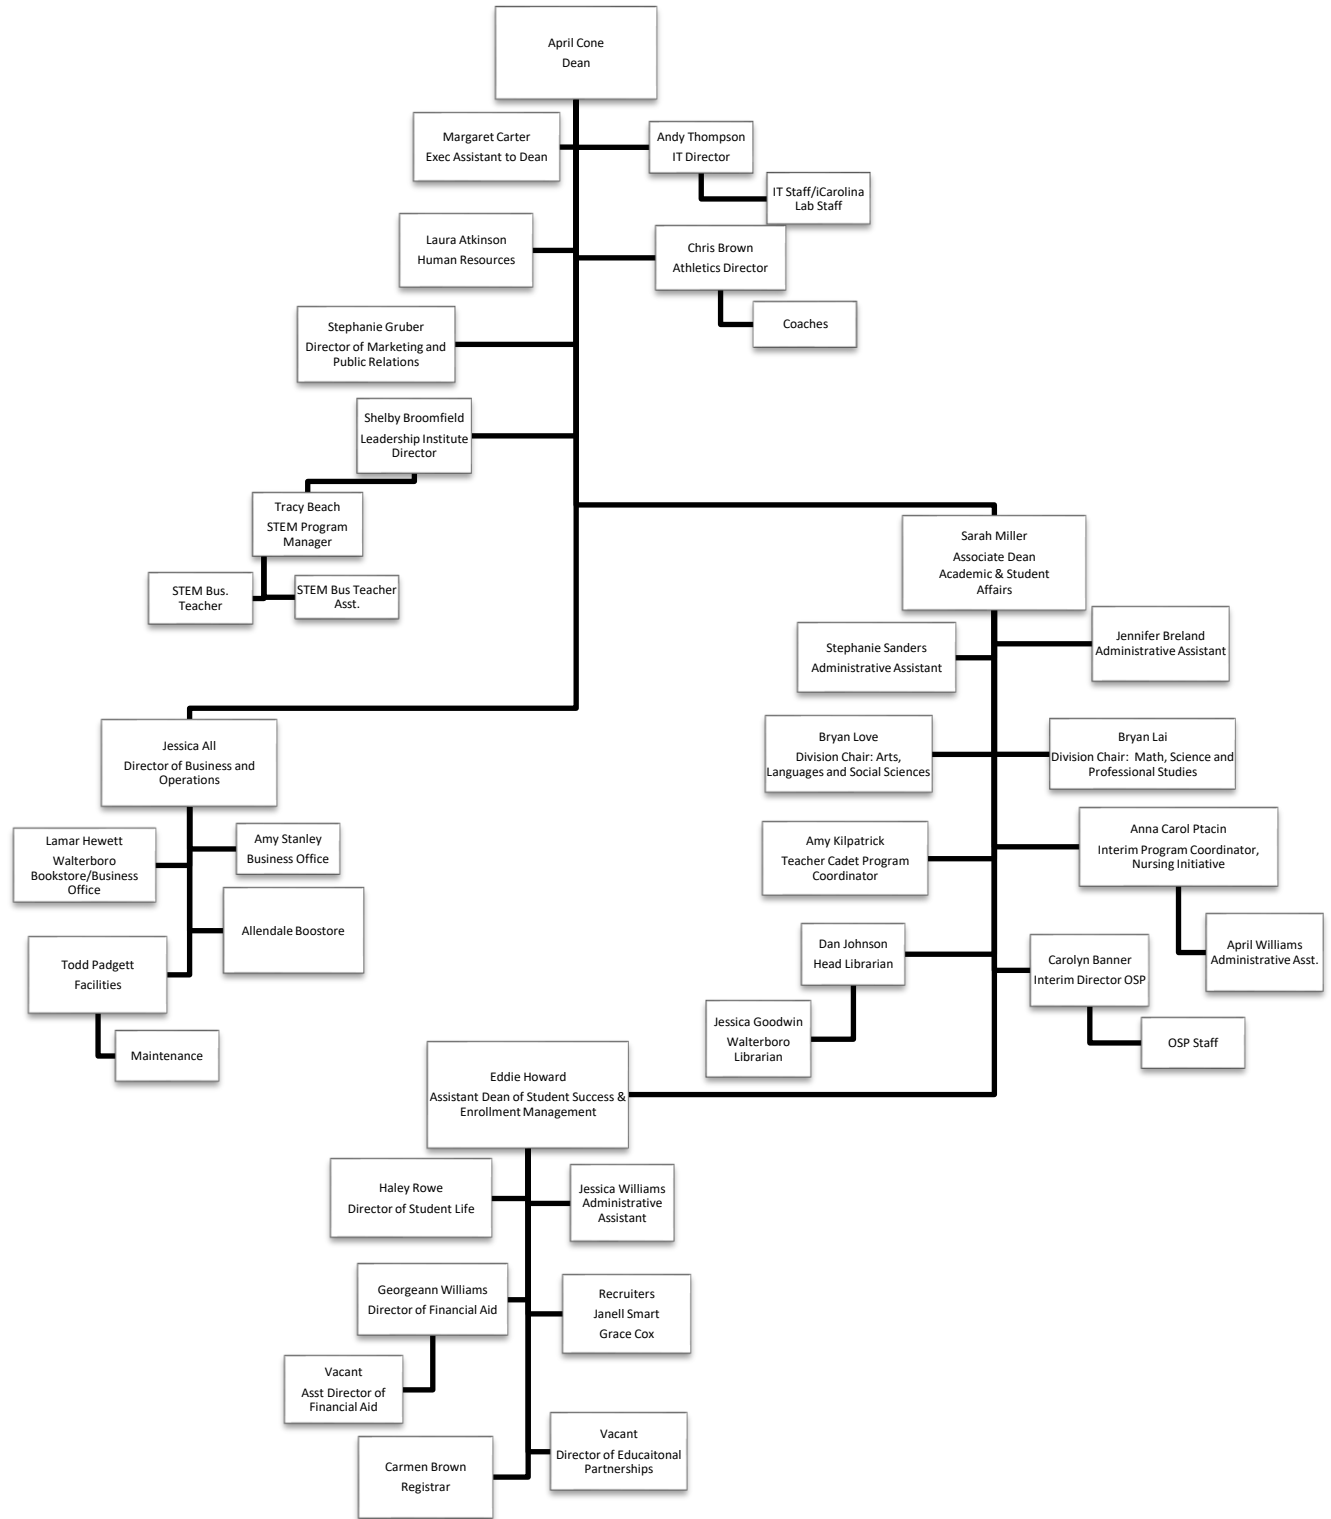 April Cone
Dean
Margaret Carter
Exec Assistant to Dean
Andy Thompson
IT Director
IT Staff/iCarolina
Lab Staff
Laura Atkinson
Human Resources
Chris Brown
Athletics Director
Coaches
Stephanie Gruber
Director of Marketing and
Public Relations
Shelby Broomfield
Leadership Institute
Director
Tracy Beach
STEM Program
Manager
STEM Bus.
Teacher
STEM Bus Teacher
Asst.
Sarah Miller
Associate Dean
Academic & Student
Affairs
Stephanie Sanders
Administrative Assistant
Jennifer Breland
Administrative Assistant
Bryan Love
Division Chair: Arts,
Languages and Social Sciences
Bryan Lai
Division Chair:  Math, Science and
Professional Studies
Jessica All
Director of Business and
Operations
Lamar Hewett
Walterboro
Bookstore/Business
Office
Amy Stanley
Business Office
Allendale Boostore
Todd Padgett
Facilities
Maintenance
Amy Kilpatrick
Teacher Cadet Program
Coordinator
Anna Carol Ptacin
Interim Program Coordinator,
Nursing Initiative
April Williams
Administrative Asst.
Dan Johnson
Head Librarian
Jessica Goodwin
Walterboro
Librarian
Carolyn Banner
Interim Director OSP
OSP Staff
Eddie Howard
Assistant Dean of Student Success &
Enrollment Management
Haley Rowe
Director of Student Life
Jessica Williams
Administrative
Assistant
Georgeann Williams
Director of Financial Aid
Recruiters
Janell Smart
Grace Cox
Vacant
Asst Director of
Financial Aid
Vacant
Director of Educaitonal
Partnerships
Carmen Brown
Registrar